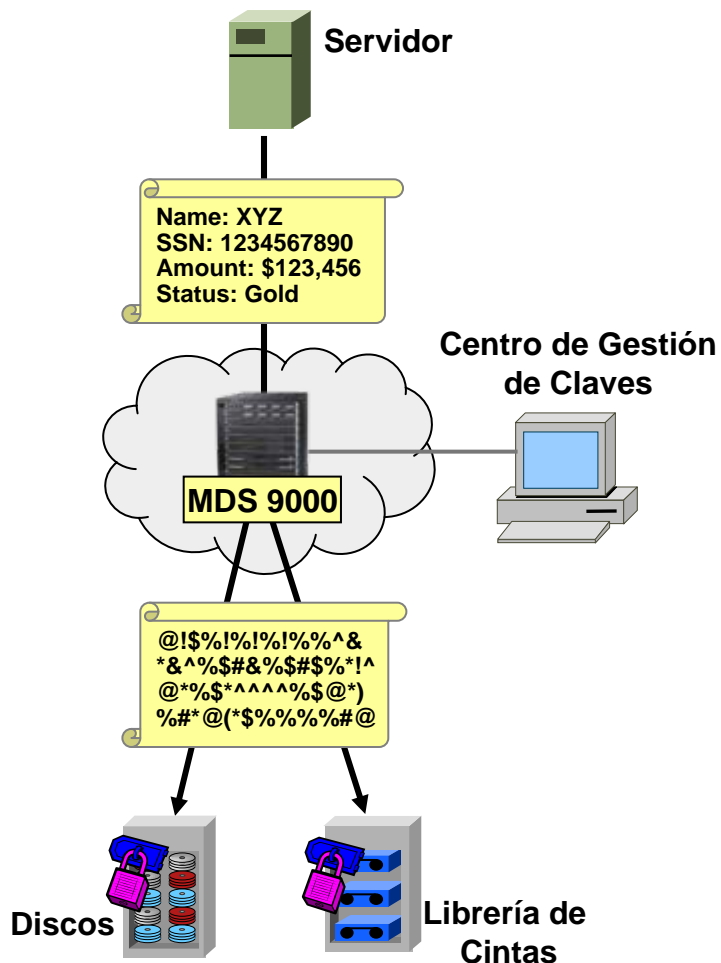 Servidor
Name: XYZ
SSN: 1234567890
Amount: $123,456
Status: Gold
Centro de Gestión
de Claves
MDS 9000
@!$%!%!%!%%^&
*&^%$#&%$#$%*!^
@*%$*^^^^%$@*)
%#*@(*$%%%%#@
Discos
Librería de
Cintas